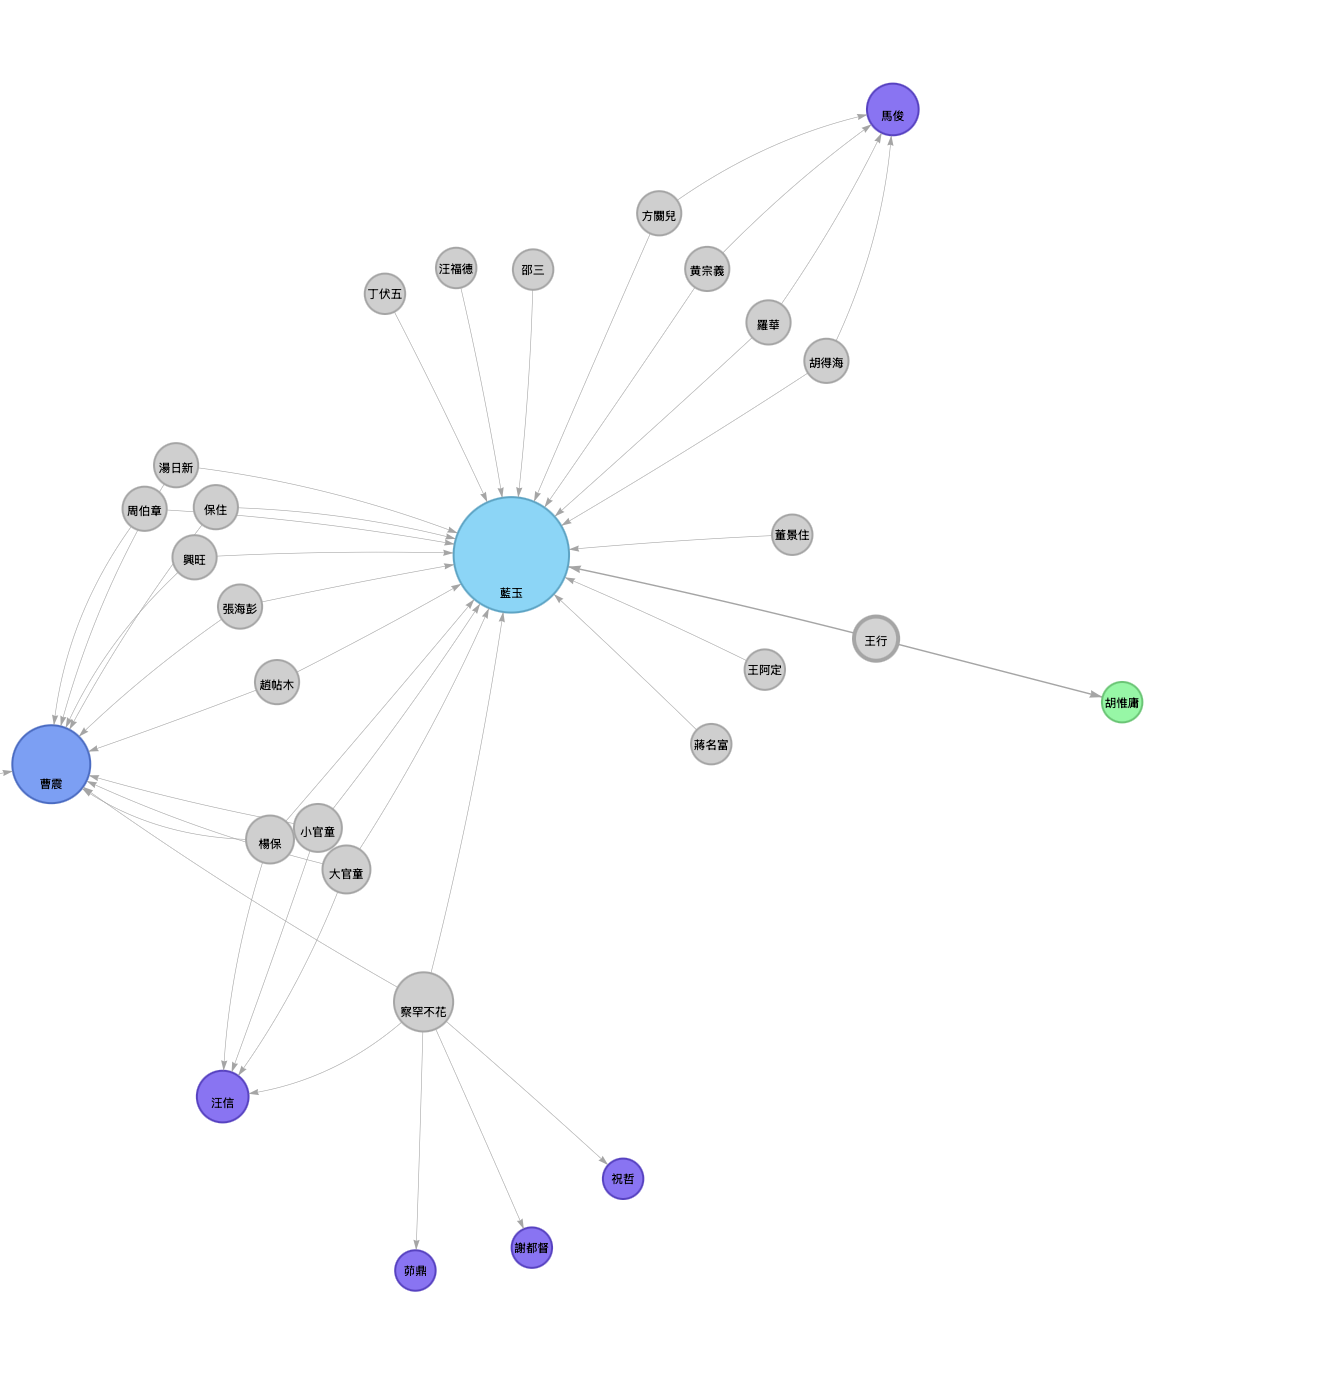 馬俊
方關兒
汪福德
邵三
黄宗義
丁伏五
羅華
胡得海
湯日新
周伯章
保住
董景住
興旺
藍玉
張海彭
王行
王阿定
趙帖木
胡惟庸
蔣名富
曹震
小官童
楊保
大官童
察罕不花
汪信
祝哲
謝都督
茆鼎